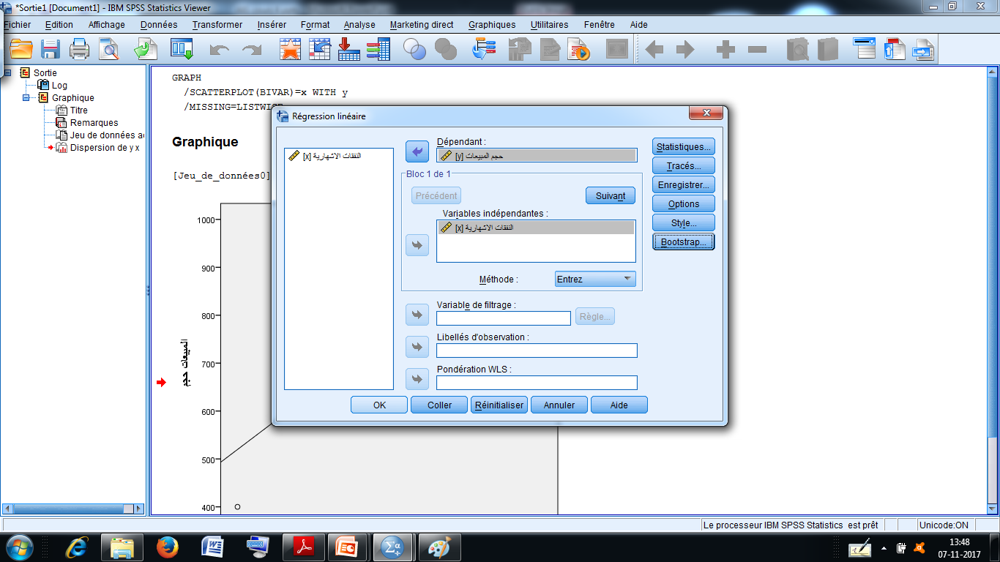 *Sortie1 [Document1] - IBM SPSS Statistics Viewer
Fichier Edition Affichage Données Transformer Insérer Format Analyse Marketing direct Graphiques Utilitaires Fenêtre Aide
Sortie
Log
Graphique
Titre
Remarques
Jeu de données
Dispersion de y x
GRAPH
/SCATTERPLOT(BIVAR)=x WITH y
/MISSING=LISTWISE
Graphique
[Jeu_de_données0]
1000
900
800
700
600
500
400
حجم المبيعات
Régression linéaire
النفقات الاشهارية [x]
Dépendant :
حجم المبيعات [y]
Bloc 1 de 1
Précédent
Suivant
Variables indépendantes :
النفقات الاشهارية [x]
Méthode :
Entrez
Variable de filtrage :
Règle...
Libellés d'observation :
Pondération WLS :
Statistiques...
Tracés...
Enregistrer...
Options
Style...
Bootstrap...
OK Coller Réinitialiser Annuler Aide
Le processeur IBM SPSS Statistics est prêt
Unicode:ON
13:48
07-11-2017